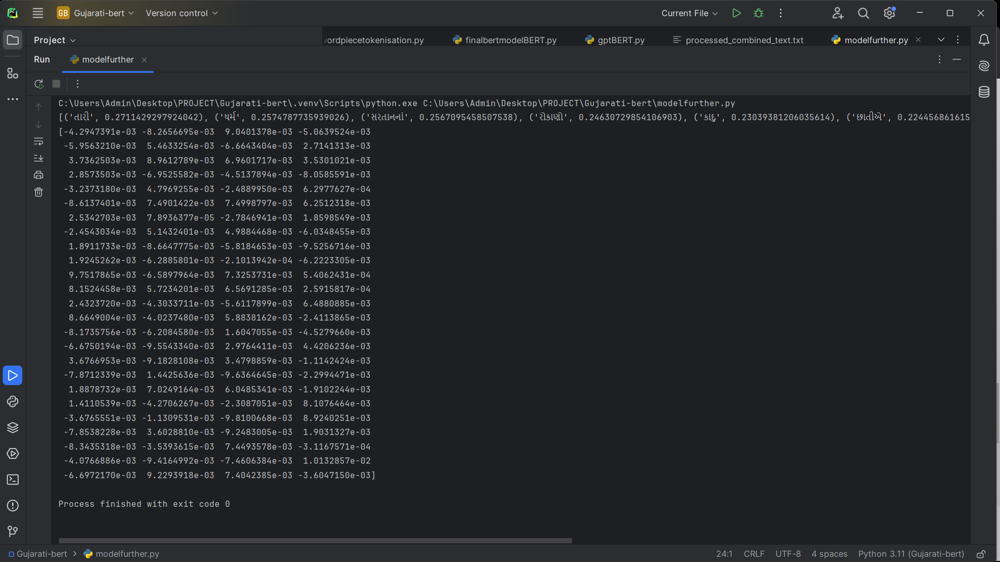 GB Gujarati-bert Version control Current File
Project ordpiecetokenisation.py finalbertmodelBERT.py gptBERT.py processed_combined_text.txt modelfurther.py
Run modelfurther
C:\Users\Admin\Desktop\PROJECT\Gujarati-bert\.venv\Scripts\python.exe C:\Users\Admin\Desktop\PROJECT\Gujarati-bert\modelfurther.py
[('તારી', 0.2711429297924042), ('ધર્મ', 0.2574787735939026), ('સરતાનનાં', 0.2567095458507538), ('રોકાણો', 0.24630729854106903), ('કાદુ', 0.23039381206035614), ('છાતીએ', 0.224456861615
[-4.2947391e-03 -8.2656695e-03 9.0401378e-03 -5.0639524e-03
-5.9563210e-03 5.4633254e-03 -6.6643404e-03 2.7141313e-03
3.7362503e-03 8.9612789e-03 6.9601717e-03 3.5301021e-03
2.8573503e-03 -6.9525582e-03 -4.5137894e-03 -8.0585591e-03
-3.2373180e-03 4.7969255e-03 -2.4889950e-03 6.2977627e-04
-8.6137401e-03 7.4901422e-03 7.4998797e-03 6.2512318e-03
2.5342703e-03 7.8936377e-05 -2.7846941e-03 1.8598549e-03
-2.4543034e-03 5.1432401e-03 4.9884468e-03 -6.0348455e-03
1.8911733e-03 -8.6647775e-03 -5.8184653e-03 -9.5256716e-03
1.9245262e-03 -6.2885801e-03 -2.1013942e-04 -6.2223305e-03
9.7517865e-03 -6.5897964e-03 7.3253731e-03 5.4062431e-04
8.1524458e-03 5.7234201e-03 6.5691285e-03 2.5915817e-04
2.4323720e-03 -4.3033711e-03 -5.6117899e-03 6.4880885e-03
8.6649004e-03 -4.0237480e-03 5.8838162e-03 -2.4113865e-03
-8.1735756e-03 -6.2084580e-03 1.6047055e-03 -4.5279660e-03
-6.6750194e-03 -9.5543340e-03 2.9764411e-03 4.4206236e-03
3.6766953e-03 -9.1828108e-03 3.4798859e-03 -1.1142424e-03
-7.8712339e-03 1.4425636e-03 -9.6364645e-03 -2.2994471e-03
1.8878732e-03 7.0249164e-03 6.0485341e-03 -1.9102244e-03
1.4110539e-03 -4.2706267e-03 -2.3087051e-03 8.1076464e-03
-3.6765551e-03 -1.1309531e-03 -9.8100668e-03 8.9240251e-03
-7.8538228e-03 3.6028810e-03 -9.2483005e-03 1.9031327e-03
-8.3435318e-03 -3.5393615e-03 7.4493578e-03 -3.1167571e-04
-4.0766886e-03 -9.4164992e-03 -7.4606384e-03 1.0132857e-02
-6.6972170e-03 9.2293918e-03 7.4042385e-03 -3.6047150e-03]
Process finished with exit code 0
Gujarati-bert modelfurther.py 24:1 CRLF UTF-8 4 spaces Python 3.11 (Gujarati-bert)